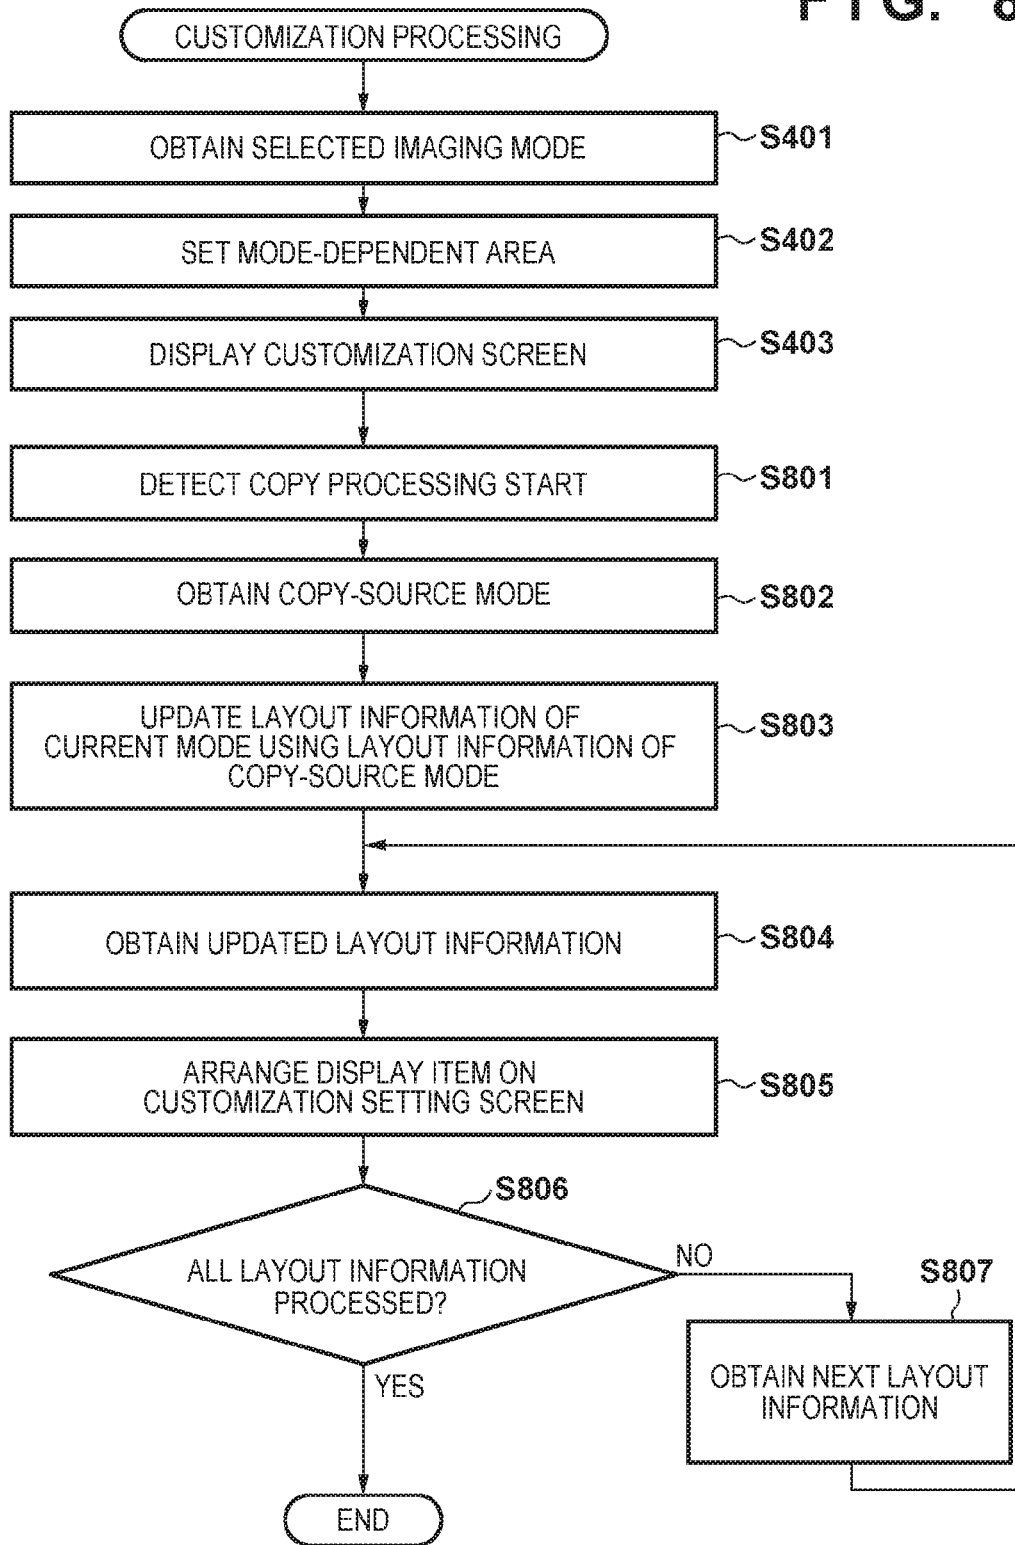 FIG. 8
CUSTOMIZATION PROCESSING
OBTAIN SELECTED IMAGING MODE
S401
SET MODE-DEPENDENT AREA
S402
DISPLAY CUSTOMIZATION SCREEN
S403
DETECT COPY PROCESSING START
S801
OBTAIN COPY-SOURCE MODE
S802
UPDATE LAYOUT INFORMATION OF
CURRENT MODE USING LAYOUT INFORMATION OF
COPY-SOURCE MODE
S803
OBTAIN UPDATED LAYOUT INFORMATION
S804
ARRANGE DISPLAY ITEM ON
CUSTOMIZATION SETTING SCREEN
S805
S806
ALL LAYOUT INFORMATION
PROCESSED?
NO
S807
OBTAIN NEXT LAYOUT
INFORMATION
YES
END